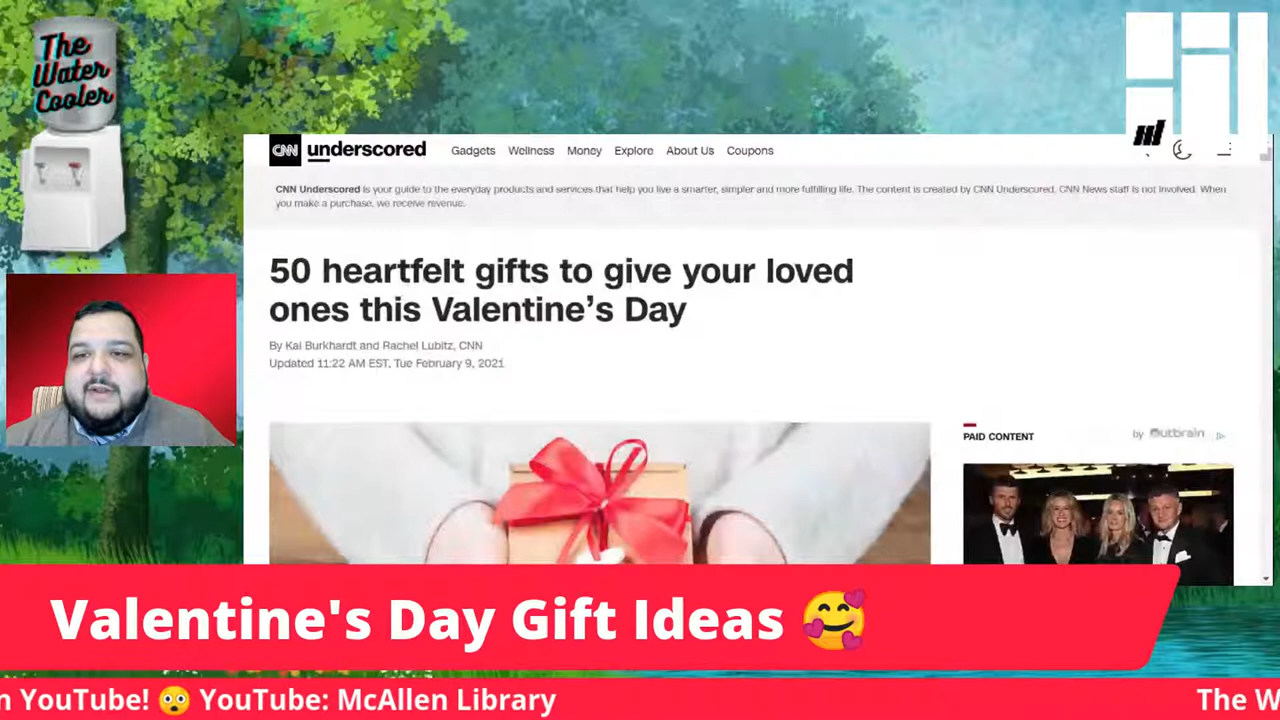 The
Water
Cooler
CNN underscored Gadgets Wellness Money Explore About Us Coupons
CNN Underscored is your guide to the everyday products and services that help you live a smarter, simpler and more fulfilling life. The content is created by CNN Underscored. CNN News staff is not involved. When
you make a purchase, we receive revenue.
50 heartfelt gifts to give your loved
ones this Valentine's Day
By Kai Burkhardt and Rachel Lubitz, CNN
Updated 11:22 AM EST, Tue February 9, 2021
PAID CONTENT by Outbrain
Valentine's Day Gift Ideas 🥰
n YouTube! 😲 YouTube: McAllen Library The W